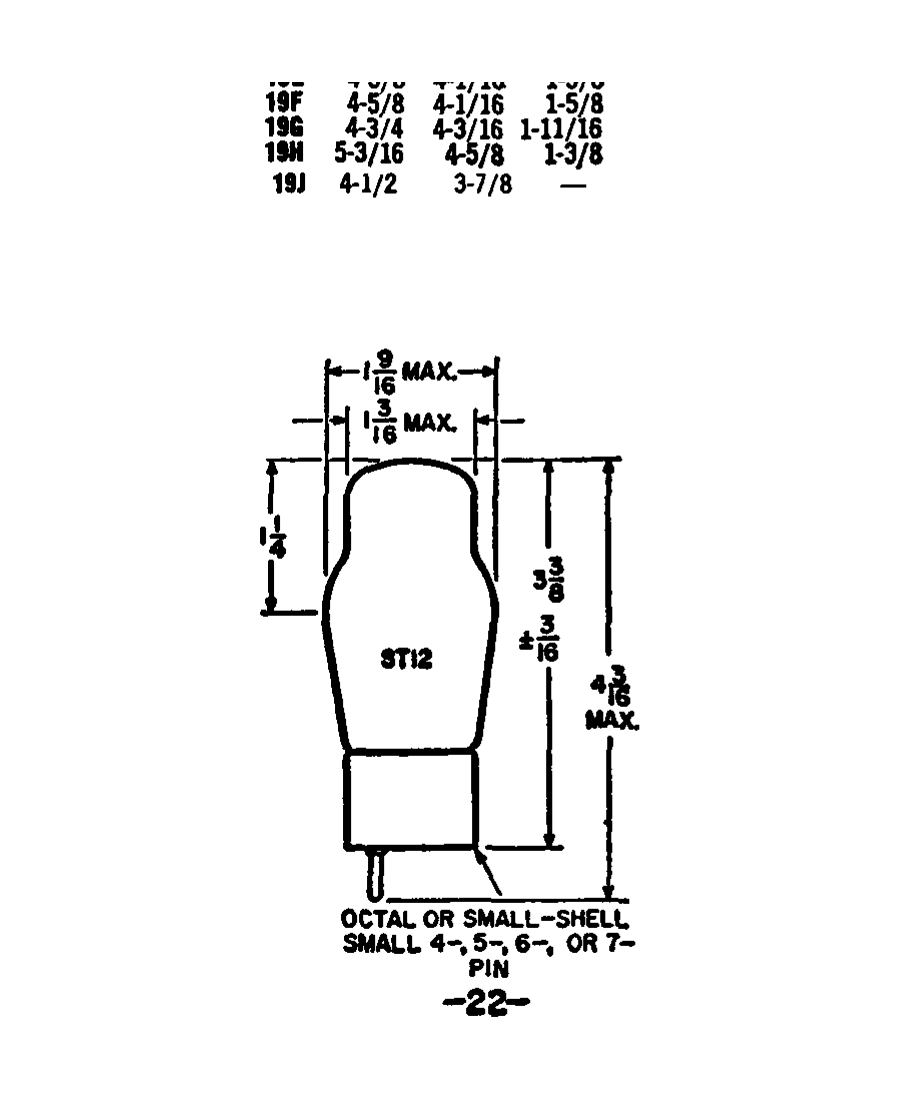 19F 4-5/8 4-1/16 1-5/8
19G 4-3/4 4-3/16 1-11/16
19H 5-3/16 4-5/8 1-3/8
19J 4-1/2 3-7/8 —
1 9/16 MAX.
1 3/16 MAX.
1 1/4
3 3/8
± 3/16
ST12
4 3/16
MAX.
OCTAL OR SMALL-SHELL
SMALL 4-, 5-, 6-, OR 7-
PIN
-22-